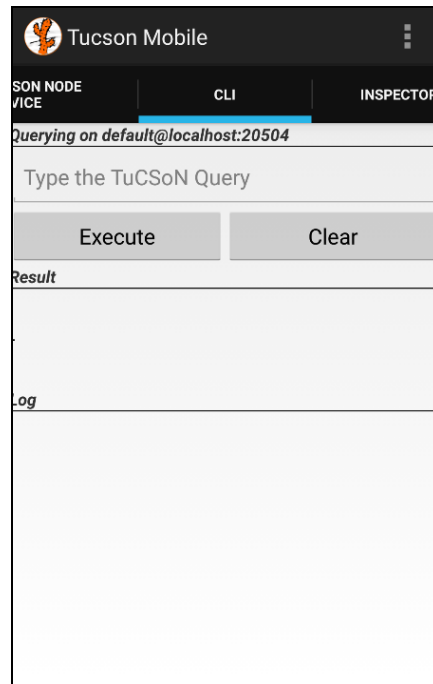 Tucson Mobile
SON NODE
VICE
CLI
INSPECTOR
Querying on default@localhost:20504
Type the TuCSoN Query
Execute
Clear
Result
.
Log